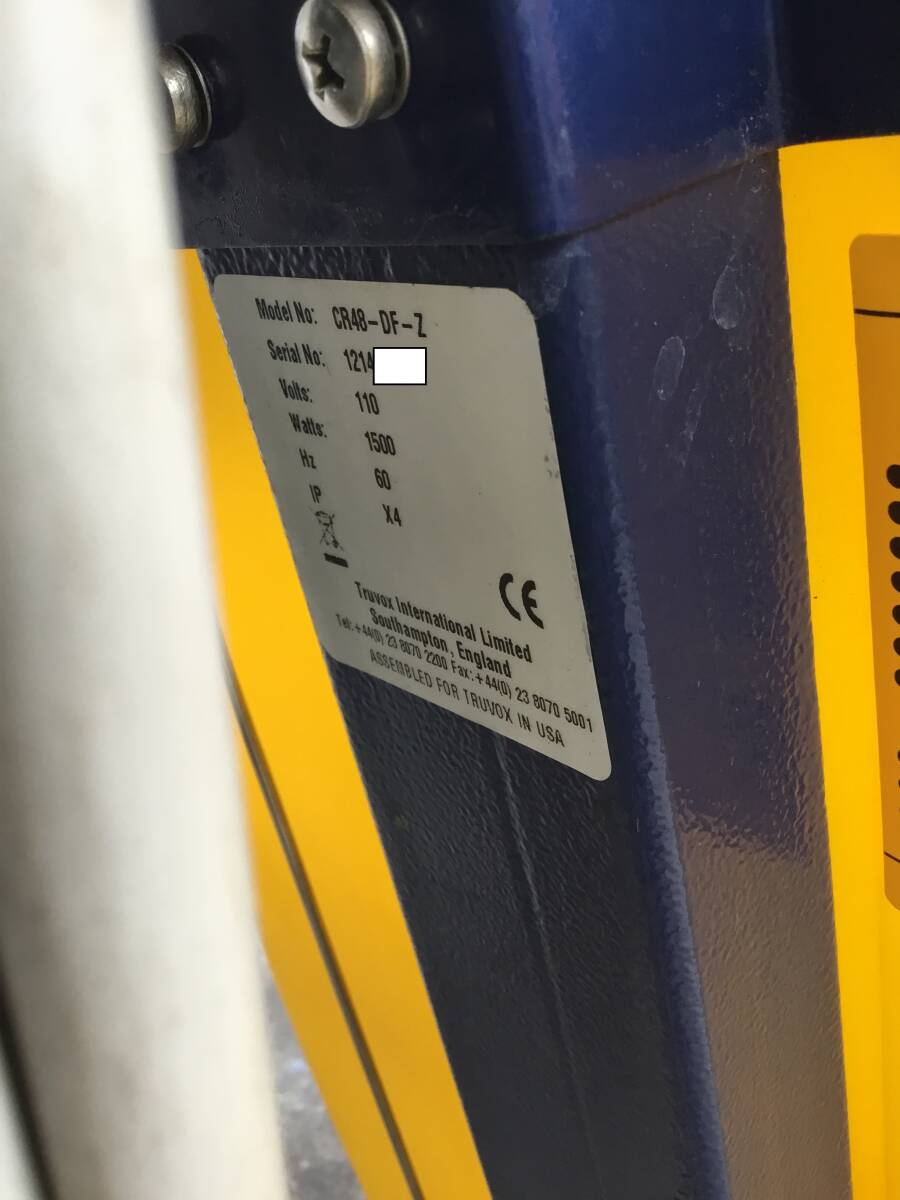 Model No: CR48-DF-Z
Serial No: 1214
Volts: 110
Watts: 1500
Hz 60
IP X4
CE
Truvox International Limited
Southampton, England
Tel: +44(0) 23 8070 2200 Fax: +44(0) 23 8070 5001
ASSEMBLED FOR TRUVOX IN USA